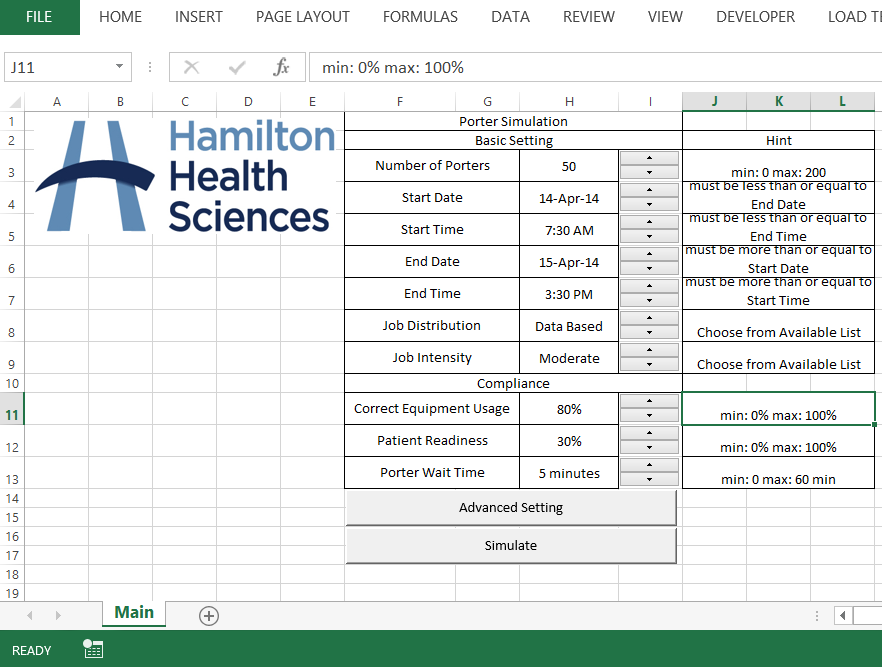 FILE HOME INSERT PAGE LAYOUT FORMULAS DATA REVIEW VIEW DEVELOPER LOAD
J11 fx min: 0% max: 100%
A B C D E F G H I J K L
1 Porter Simulation
2 Basic Setting Hint
Hamilton
Health
Sciences
3 Number of Porters 50 min: 0 max: 200
must be less than or equal to
4 Start Date 14-Apr-14 End Date
must be less than or equal to
5 Start Time 7:30 AM End Time
must be more than or equal to
6 End Date 15-Apr-14 Start Date
must be more than or equal to
7 End Time 3:30 PM Start Time
8 Job Distribution Data Based Choose from Available List
9 Job Intensity Moderate Choose from Available List
10 Compliance
11 Correct Equipment Usage 80% min: 0% max: 100%
12 Patient Readiness 30% min: 0% max: 100%
13 Porter Wait Time 5 minutes min: 0 max: 60 min
14 Advanced Setting
15
16 Simulate
17
18
19
Main
READY